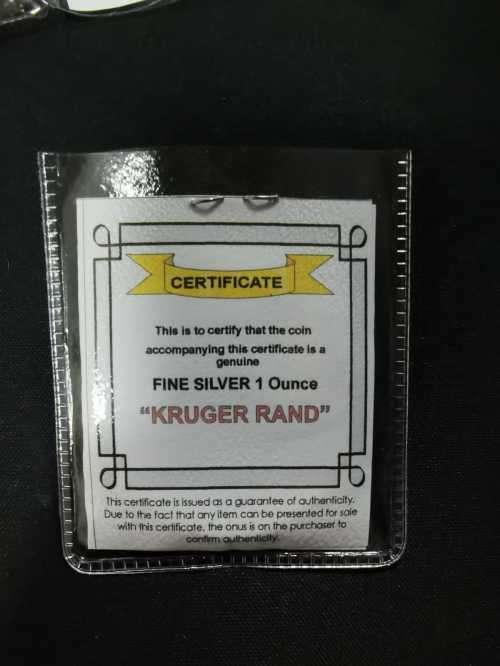 CERTIFICATE
This is to certify that the coin
accompanying this certificate is a
genuine
FINE SILVER 1 Ounce
“KRUGER RAND”
This certificate is issued as a guarantee of authenticity.
Due to the fact that any item can be presented for sale
with this certificate, the onus is on the purchaser to
confirm authenticity.